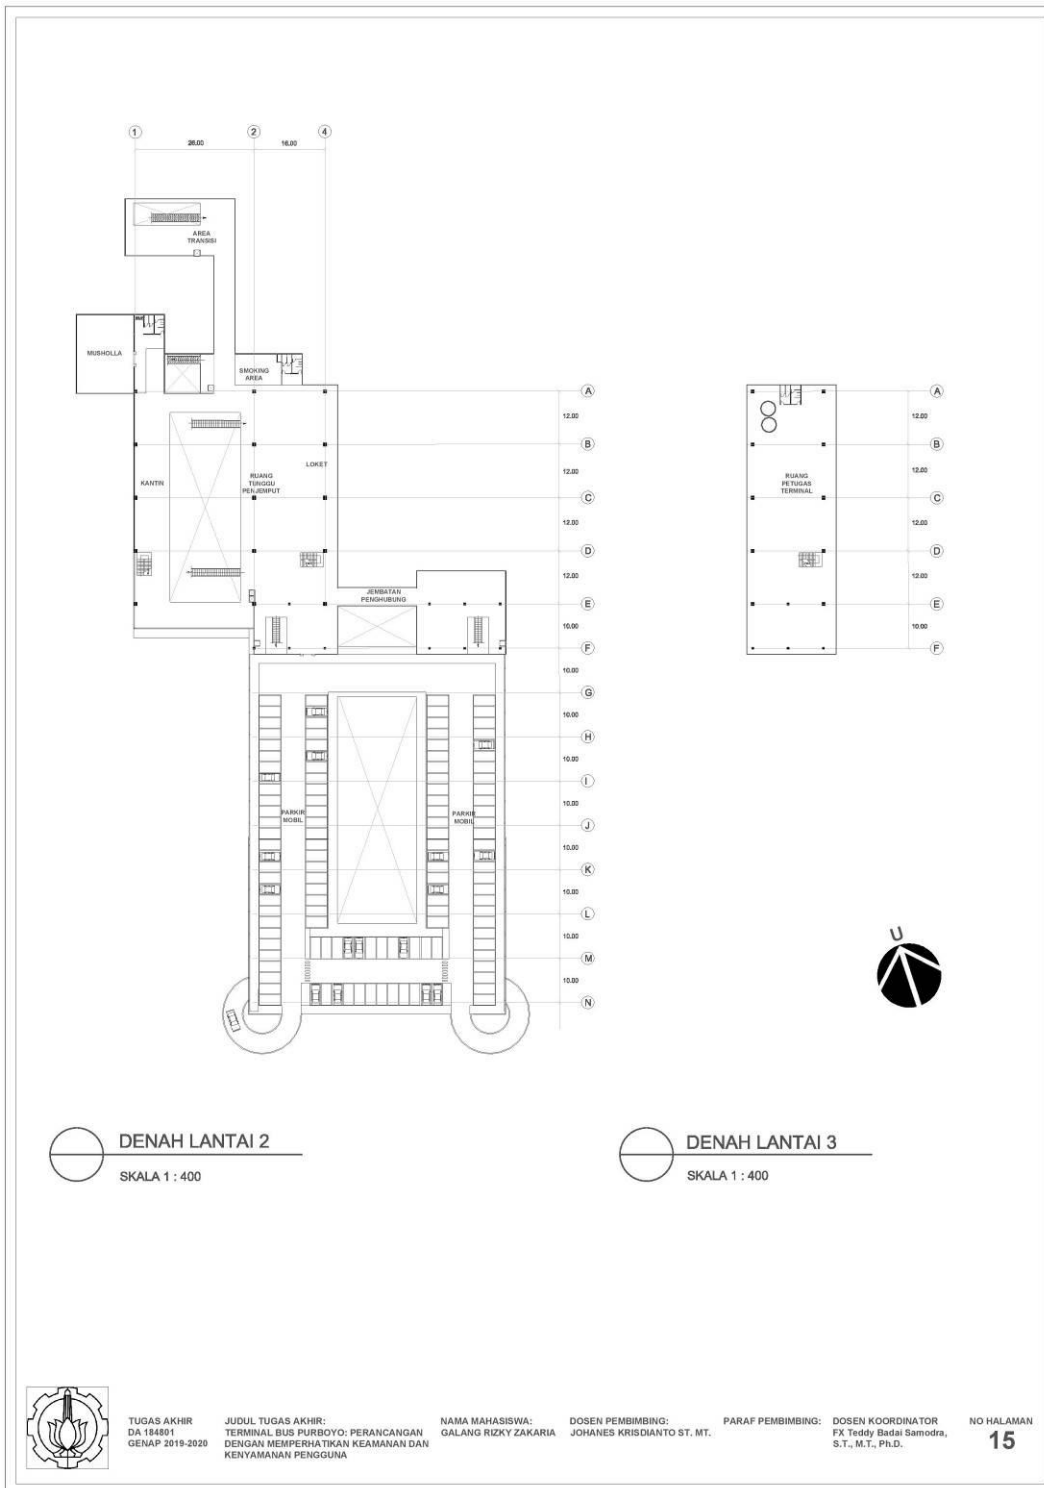 1
2
4
26.00
16.00
AREA
TRANSISI
MUSHOLLA
SMOKING
AREA
LOKET
KANTIN
RUANG
TUNGGU
PENJEMPUT
JEMBATAN
PENGHUBUNG
PARKIR
MOBIL
PARKIR
MOBIL
A
12.00
B
12.00
C
12.00
D
12.00
E
10.00
F
10.00
G
10.00
H
10.00
I
10.00
J
10.00
K
10.00
L
10.00
M
10.00
N
RUANG
PETUGAS
TERMINAL
A
12.00
B
12.00
C
12.00
D
12.00
E
10.00
F
U
DENAH LANTAI 2
SKALA 1 : 400
DENAH LANTAI 3
SKALA 1 : 400
TUGAS AKHIR
DA 184801
GENAP 2019-2020
JUDUL TUGAS AKHIR:
TERMINAL BUS PURBOYO: PERANCANGAN
DENGAN MEMPERHATIKAN KEAMANAN DAN
KENYAMANAN PENGGUNA
NAMA MAHASISWA:
GALANG RIZKY ZAKARIA
DOSEN PEMBIMBING:
JOHANES KRISDIANTO ST. MT.
PARAF PEMBIMBING:
DOSEN KOORDINATOR
FX Teddy Badai Samodra,
S.T., M.T., Ph.D.
NO HALAMAN
15